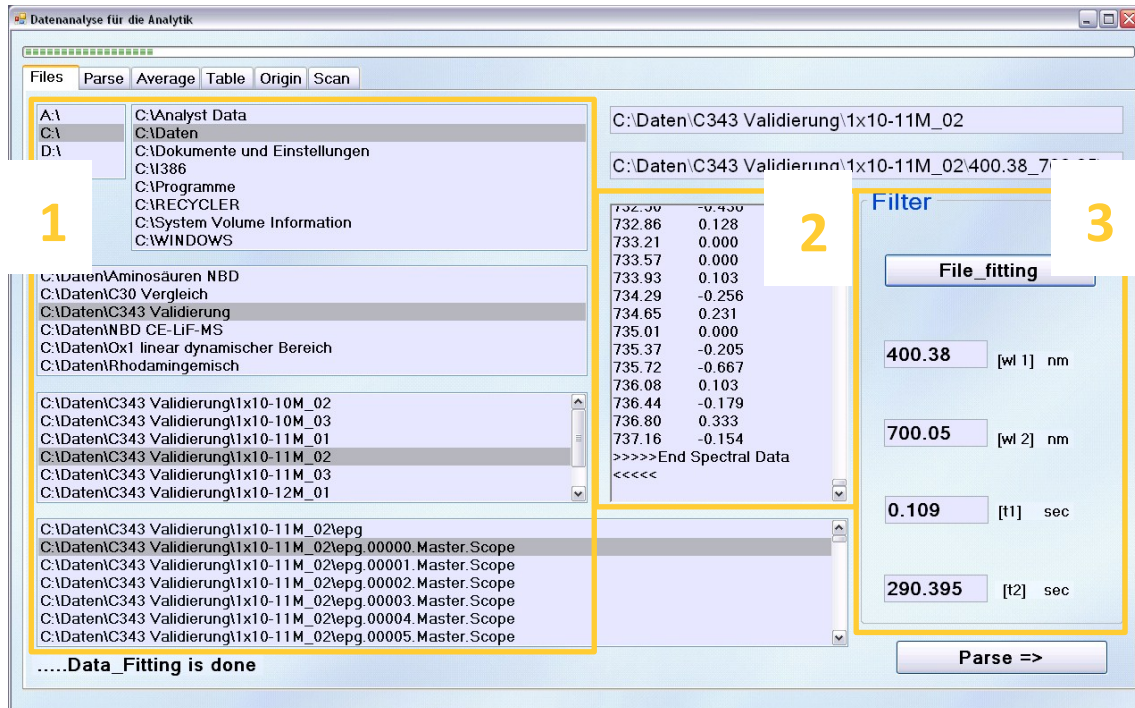 Datenanalyse für die Analytik
Files Parse Average Table Origin Scan
A:\
C:\
D:\
C:\Analyst Data
C:\Daten
C:\Dokumente und Einstellungen
C:\I386
C:\Programme
C:\RECYCLER
C:\System Volume Information
C:\WINDOWS
1
C:\Daten\Aminosäuren NBD
C:\Daten\C30 Vergleich
C:\Daten\C343 Validierung
C:\Daten\NBD CE-LiF-MS
C:\Daten\Ox1 linear dynamischer Bereich
C:\Daten\Rhodamingemisch
C:\Daten\C343 Validierung\1x10-10M_02
C:\Daten\C343 Validierung\1x10-10M_03
C:\Daten\C343 Validierung\1x10-11M_01
C:\Daten\C343 Validierung\1x10-11M_02
C:\Daten\C343 Validierung\1x10-11M_03
C:\Daten\C343 Validierung\1x10-12M_01
C:\Daten\C343 Validierung\1x10-11M_02\epg
C:\Daten\C343 Validierung\1x10-11M_02\epg.00000.Master.Scope
C:\Daten\C343 Validierung\1x10-11M_02\epg.00001.Master.Scope
C:\Daten\C343 Validierung\1x10-11M_02\epg.00002.Master.Scope
C:\Daten\C343 Validierung\1x10-11M_02\epg.00003.Master.Scope
C:\Daten\C343 Validierung\1x10-11M_02\epg.00004.Master.Scope
C:\Daten\C343 Validierung\1x10-11M_02\epg.00005.Master.Scope
.....Data_Fitting is done
C:\Daten\C343 Validierung\1x10-11M_02
C:\Daten\C343 Validierung\1x10-11M_02\400.38_
732.86 0.128
733.21 0.000
733.57 0.000
733.93 0.103
734.29 -0.256
734.65 0.231
735.01 0.000
735.37 -0.205
735.72 -0.667
736.08 0.103
736.44 -0.179
736.80 0.333
737.16 -0.154
>>>>>End Spectral Data
<<<<<
2
Filter
3
File_fitting
400.38 [wl 1] nm
700.05 [wl 2] nm
0.109 [t1] sec
290.395 [t2] sec
Parse =>